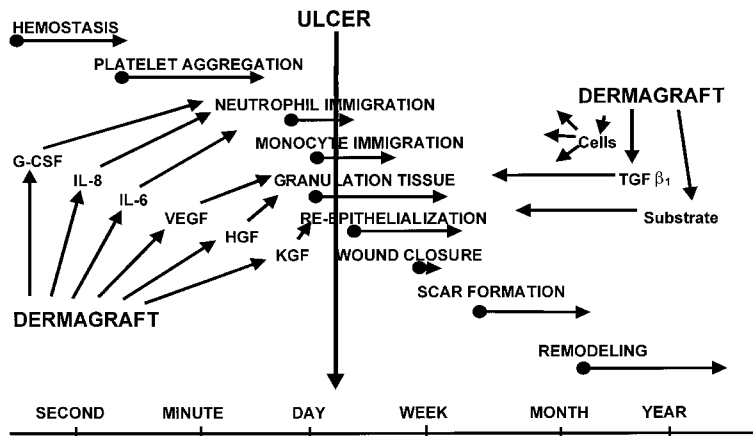 ULCER
HEMOSTASIS
PLATELET AGGREGATION
DERMAGRAFT
NEUTROPHIL IMMIGRATION
MONOCYTE IMMIGRATION
Cells
G-CSF
IL-8
GRANULATION TISSUE
TGF β₁
IL-6
VEGF
RE-EPITHELIALIZATION
Substrate
HGF
KGF
WOUND CLOSURE
SCAR FORMATION
DERMAGRAFT
REMODELING
SECOND MINUTE DAY WEEK MONTH YEAR